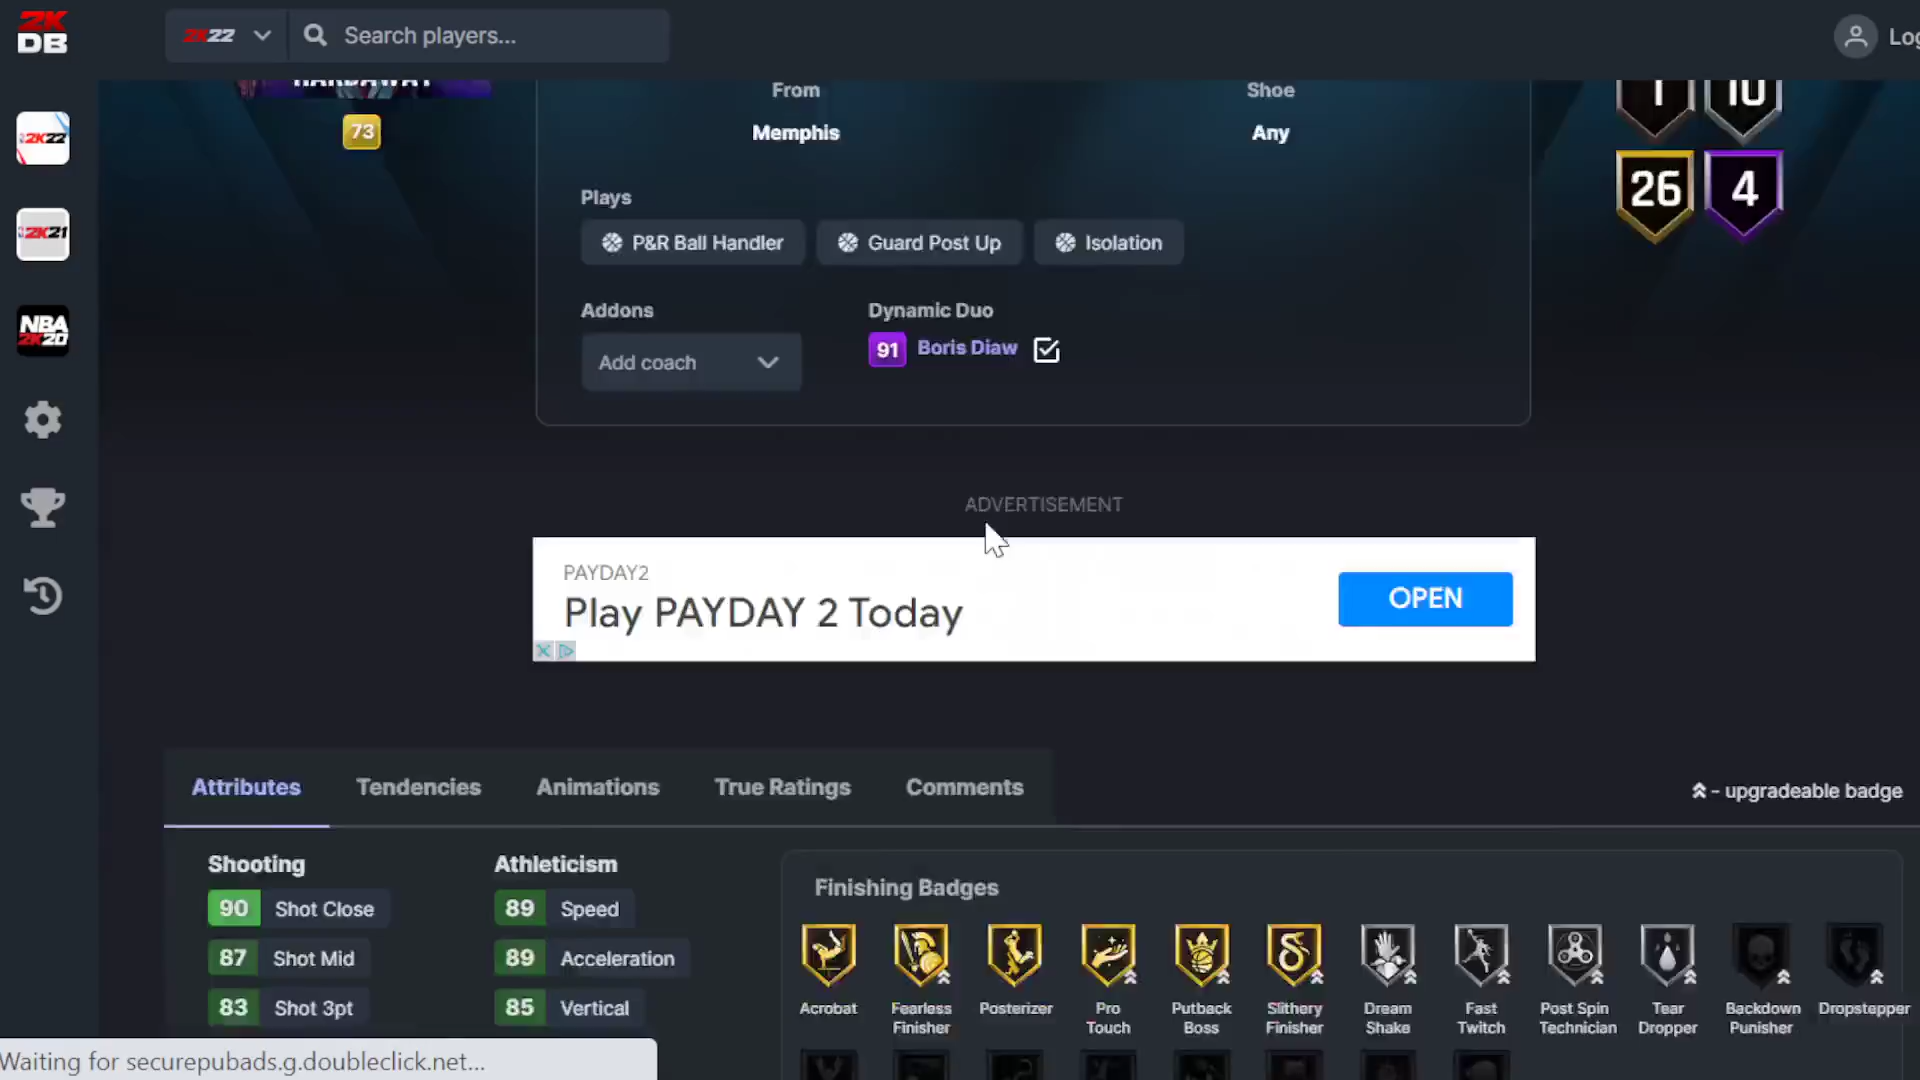 2K
DB
2K22
Search players...
Log
HARDAWAY
73
From
Memphis
Shoe
Any
1
10
26
4
2K22
2K21
NBA
2K20
Plays
P&R Ball Handler
Guard Post Up
Isolation
Addons
Add coach
Dynamic Duo
91
Boris Diaw
ADVERTISEMENT
PAYDAY2
Play PAYDAY 2 Today
OPEN
Attributes
Tendencies
Animations
True Ratings
Comments
- upgradeable badge
Shooting
90 Shot Close
87 Shot Mid
83 Shot 3pt
Athleticism
89 Speed
89 Acceleration
85 Vertical
Finishing Badges
Acrobat
Fearless
Finisher
Posterizer
Pro
Touch
Putback
Boss
Slithery
Finisher
Dream
Shake
Fast
Twitch
Post Spin
Technician
Tear
Dropper
Backdown
Punisher
Dropstepper
Waiting for securepubads.g.doubleclick.net...